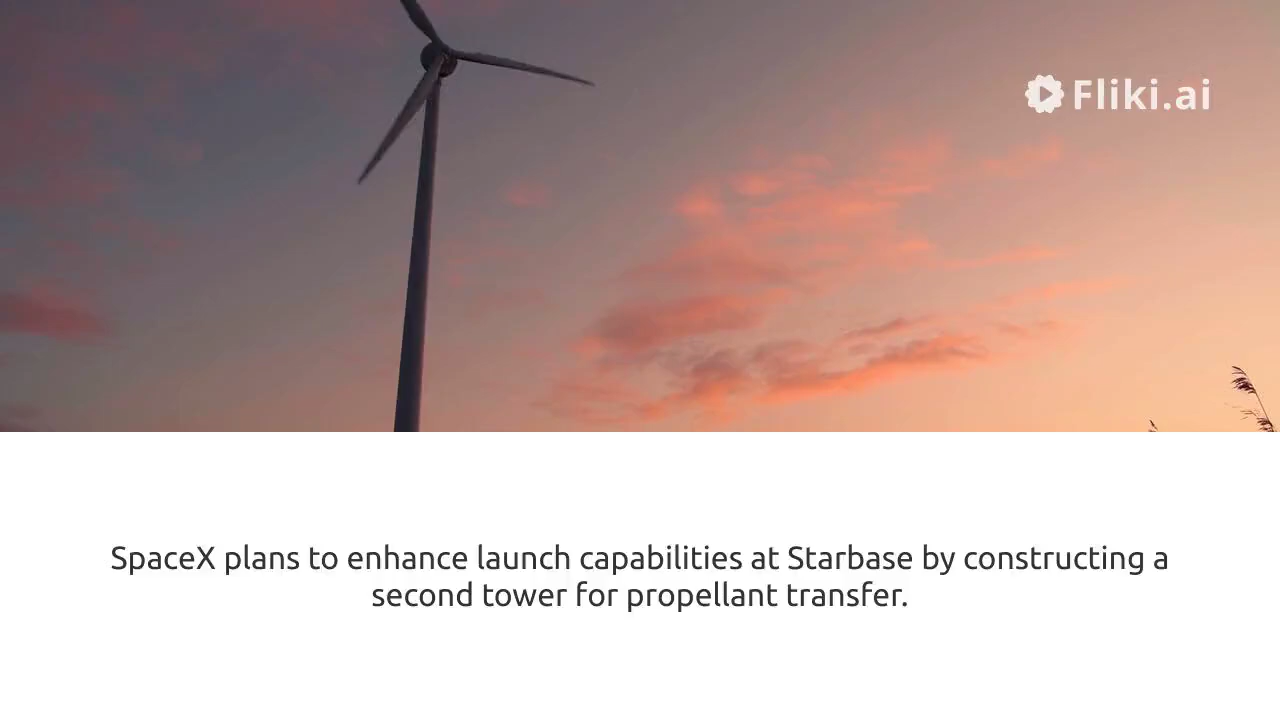 Fliki.ai
SpaceX plans to enhance launch capabilities at Starbase by constructing a
second tower for propellant transfer.